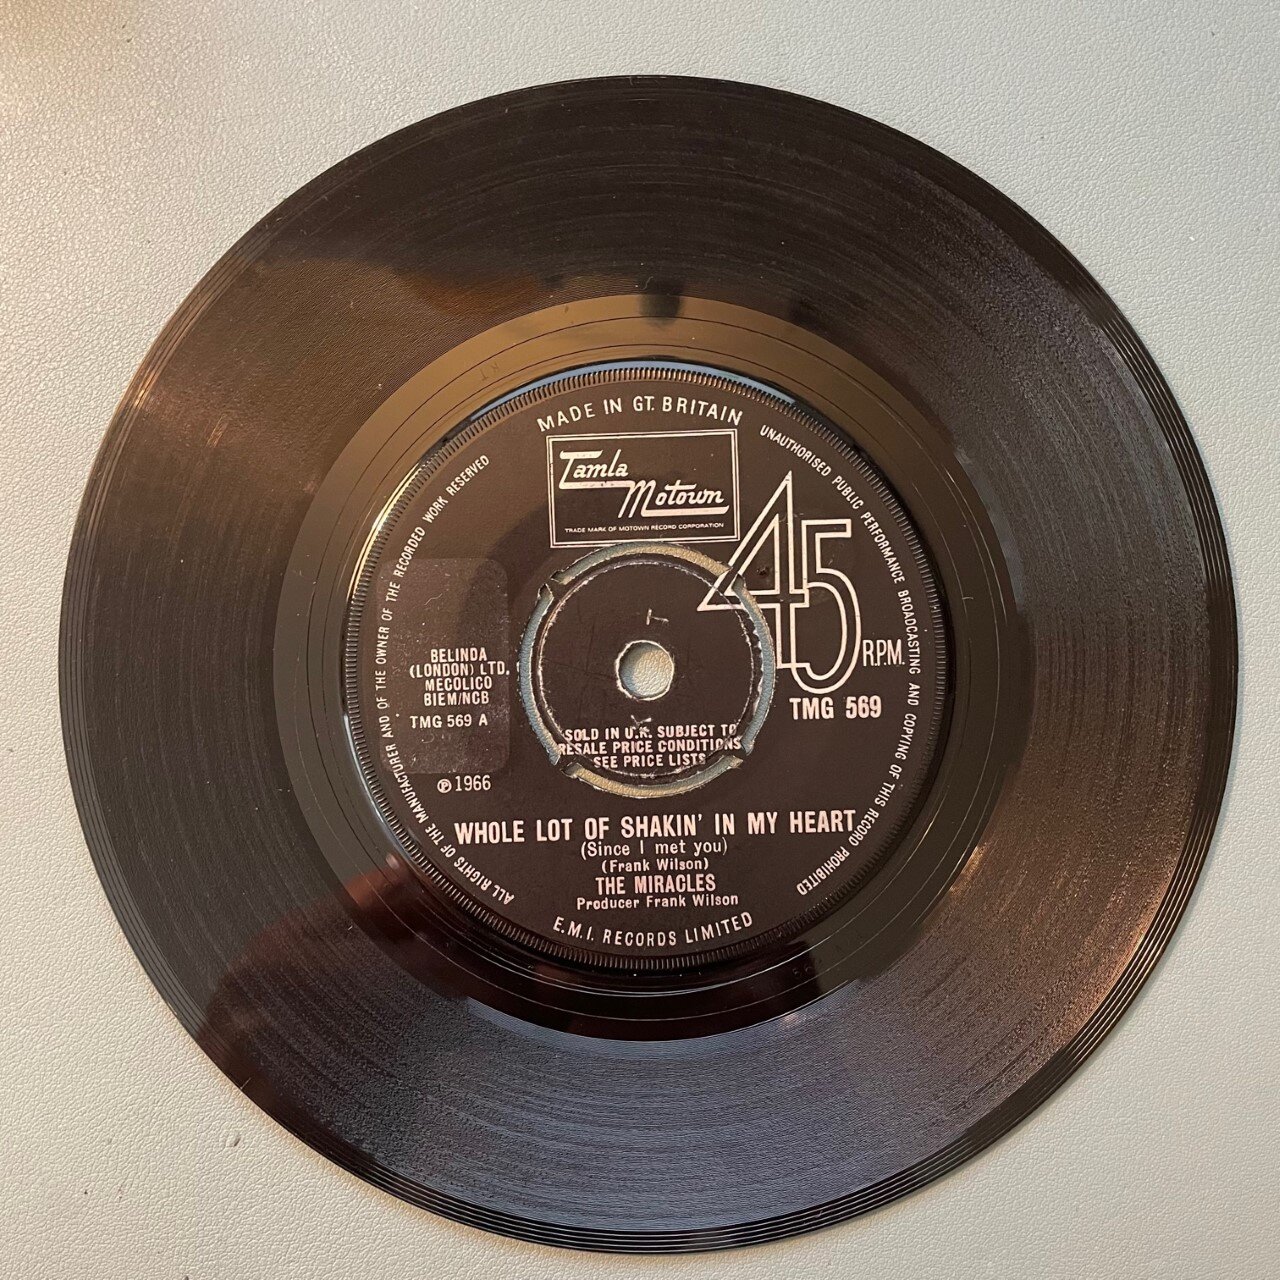 MADE IN GT. BRITAIN
UNAUTHORISED PUBLIC PERFORMANCE BROADCASTING AND COPYING OF THIS RECORD PROHIBITED
ALL RIGHTS OF THE MANUFACTURER AND OF THE OWNER OF THE RECORDED WORK RESERVED
Tamla
Motown
TRADE MARK OF MOTOWN RECORD CORPORATION
45
R.P.M.
TMG 569
BELINDA
(LONDON) LTD.
MECOLICO
BIEM/NCB
TMG 569 A
℗ 1966
SOLD IN U.K. SUBJECT TO
RESALE PRICE CONDITIONS
SEE PRICE LISTS
WHOLE LOT OF SHAKIN' IN MY HEART
(Since I met you)
(Frank Wilson)
THE MIRACLES
Producer Frank Wilson
E.M.I. RECORDS LIMITED